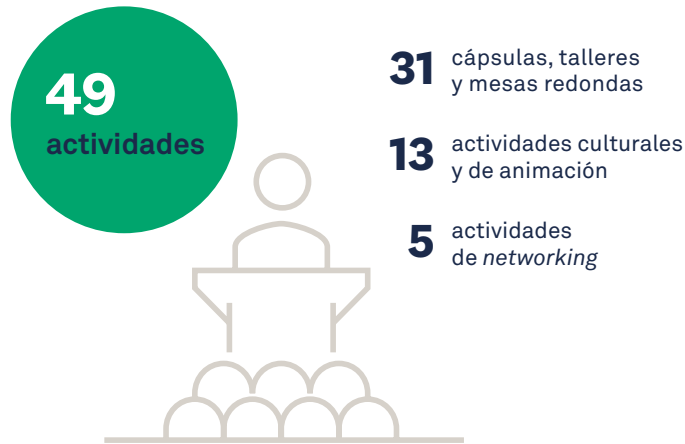 49
actividades
31 cápsulas, talleres
y mesas redondas
13 actividades culturales
y de animación
5 actividades
de networking